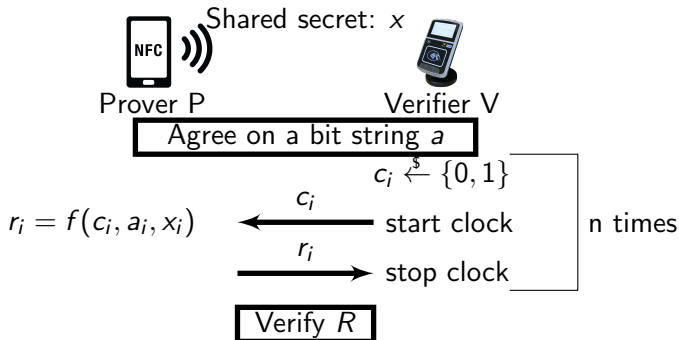 Shared secret: x
NFC
Prover P Verifier V
Agree on a bit string a
c_i ←$ {0, 1}
c_i
r_i = f(c_i, a_i, x_i) start clock n times
r_i
stop clock
Verify R